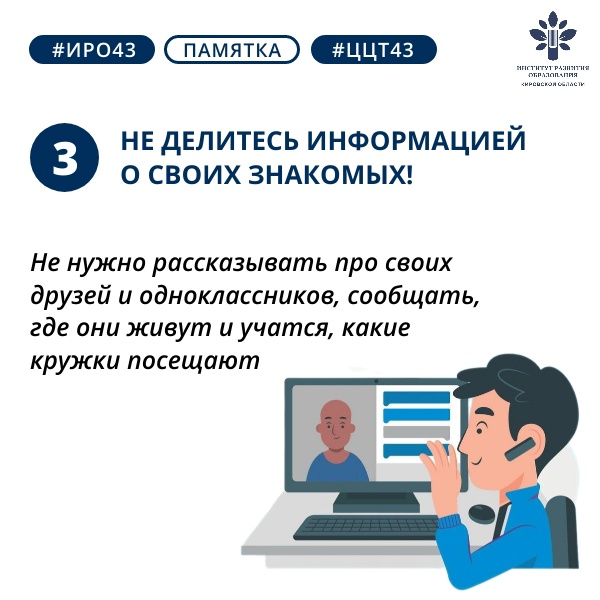 #ИРО43 ПАМЯТКА #ЦЦТ43
ИНСТИТУТ РАЗВИТИЯ
ОБРАЗОВАНИЯ
КИРОВСКОЙ ОБЛАСТИ
3
НЕ ДЕЛИТЕСЬ ИНФОРМАЦИЕЙ
О СВОИХ ЗНАКОМЫХ!
Не нужно рассказывать про своих
друзей и одноклассников, сообщать,
где они живут и учатся, какие
кружки посещают